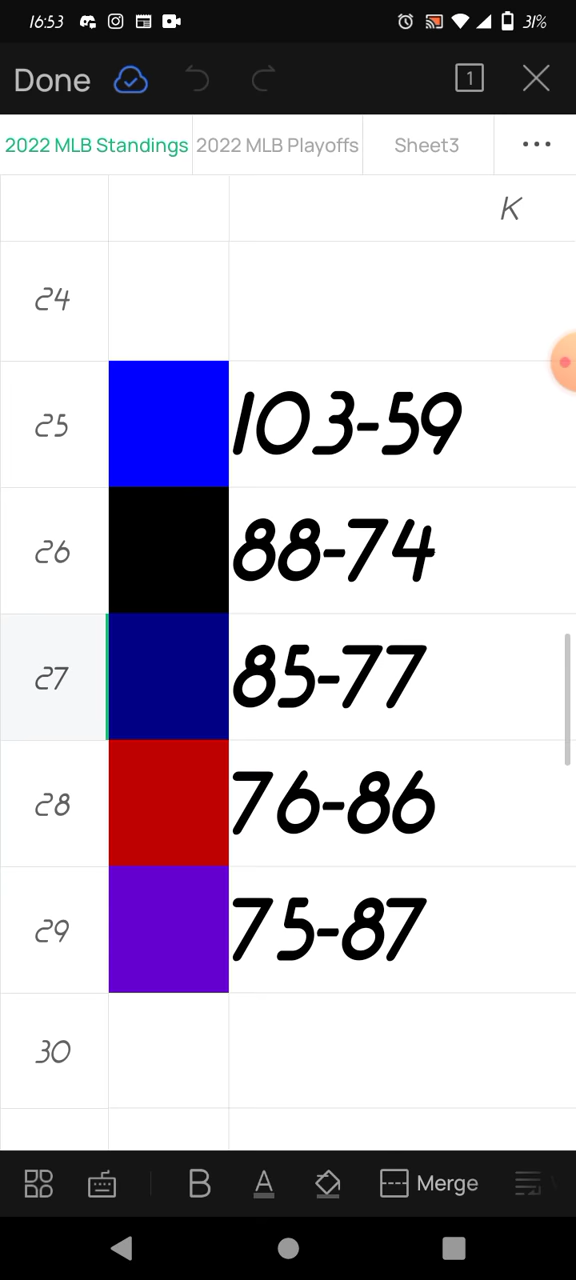 16:53
31%
Done
1
2022 MLB Standings
2022 MLB Playoffs
Sheet3
K
24
25
103-59
26
88-74
27
85-77
28
76-86
29
75-87
30
B
A
Merge